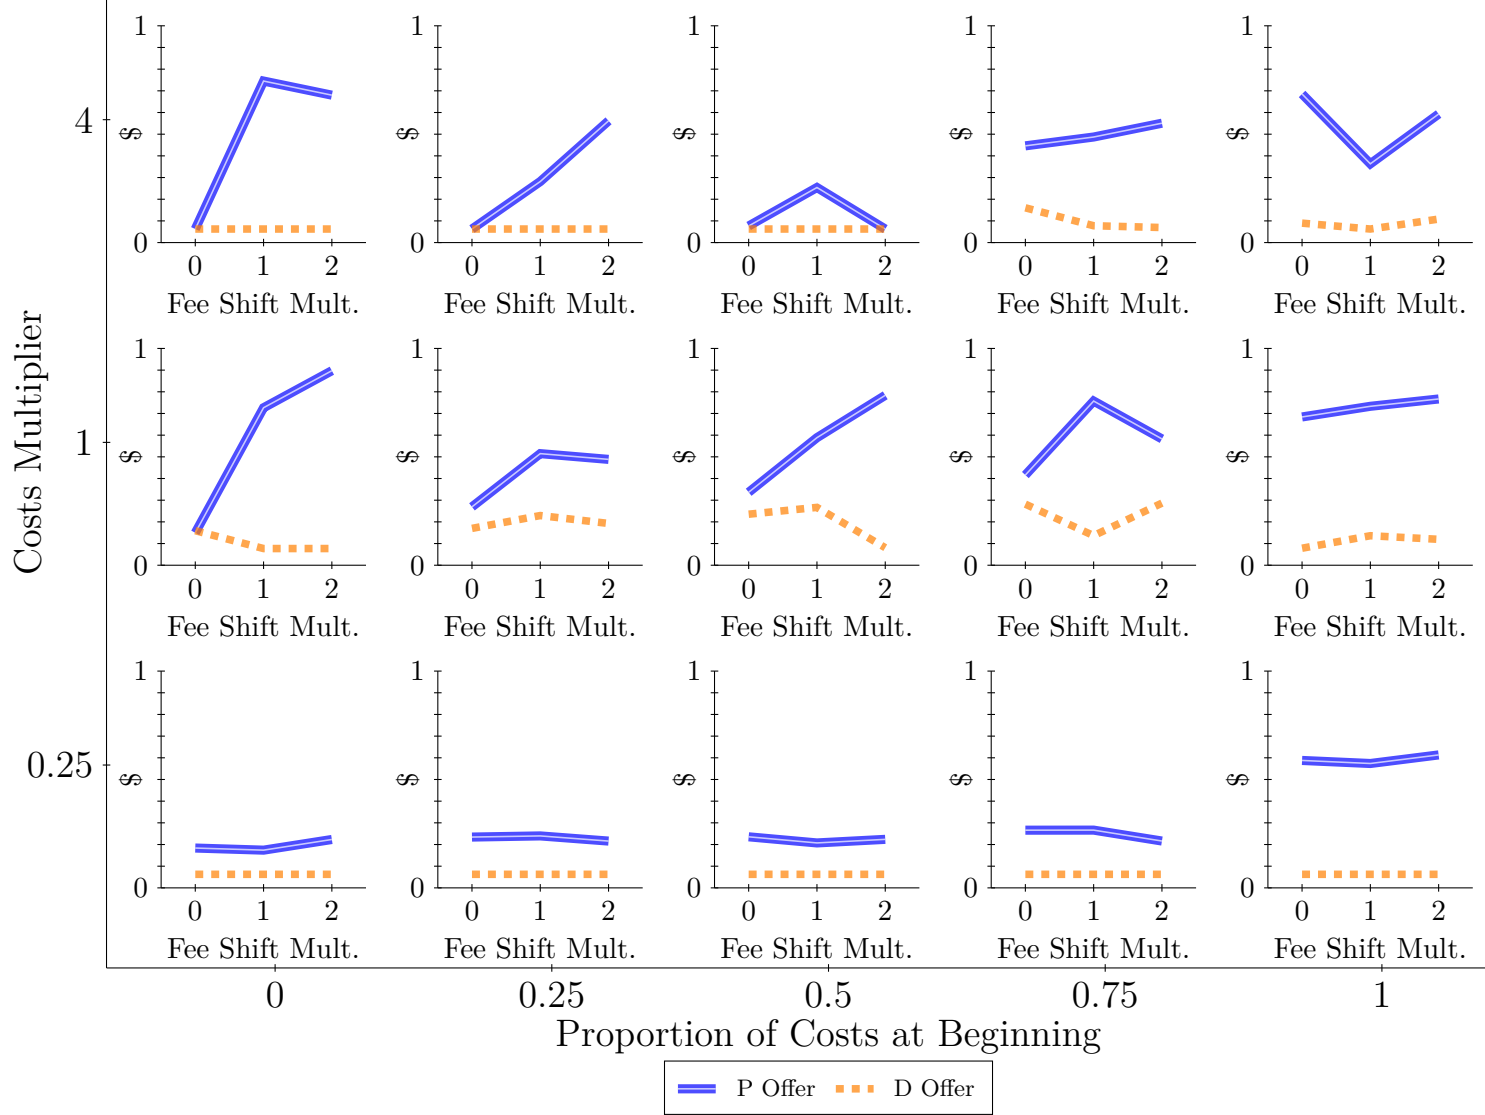 1 1 1 1 1
4 $ $ $ $ $
0 0 0 0 0
0 1 2 0 1 2 0 1 2 0 1 2 0 1 2
Fee Shift Mult. Fee Shift Mult. Fee Shift Mult. Fee Shift Mult. Fee Shift Mult.
Costs Multiplier
1 1 1 1 1
1 $ $ $ $ $
0 0 0 0 0
0 1 2 0 1 2 0 1 2 0 1 2 0 1 2
Fee Shift Mult. Fee Shift Mult. Fee Shift Mult. Fee Shift Mult. Fee Shift Mult.
1 1 1 1 1
0.25 $ $ $ $ $
0 0 0 0 0
0 1 2 0 1 2 0 1 2 0 1 2 0 1 2
Fee Shift Mult. Fee Shift Mult. Fee Shift Mult. Fee Shift Mult. Fee Shift Mult.
0 0.25 0.5 0.75 1
Proportion of Costs at Beginning
P Offer D Offer